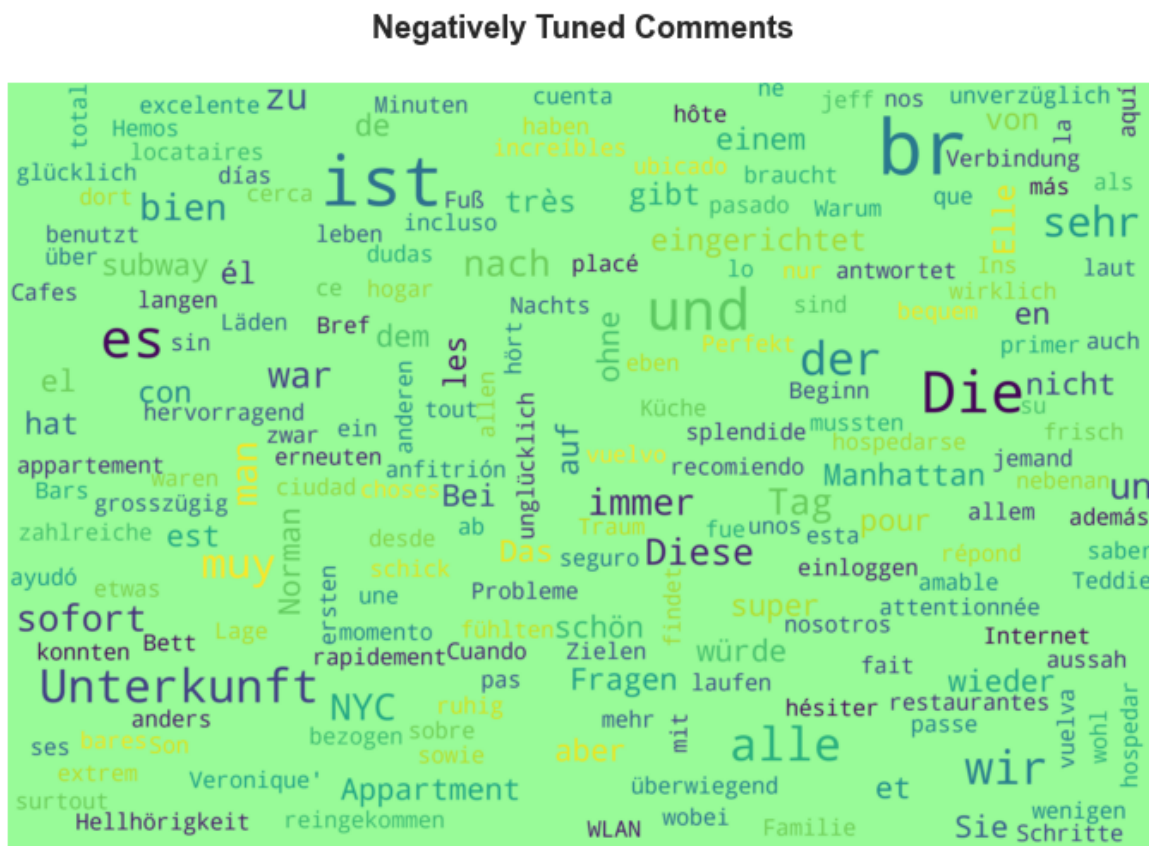 Negatively Tuned Comments
total
excelente
zu
Minuten
cuenta
ne
jeff
nos
unverzüglich
aquí
Hemos
de
hôte
haben
einem
br
von
la
locataires
ist
increíbles
ubicado
Verbindung
glücklich
días
cerca
Fuß
braucht
más
als
dort
bien
incluso
très
gibt
pasado
Warum
que
Elle
sehr
benutzt
leben
eingerichtet
über
subway
él
dudas
nach
placé
lo
nur
antwortet
Ins
laut
Cafes
langen
ce
hogar
Nachts
und
sind
wirklich
bequem
en
es
sin
Läden
Bref
dem
les
hört
ohne
Perfekt
eben
der
primer
auch
el
con
war
anderen
allen
Beginn
Die
nicht
hat
hervorragend
tout
Küche
su
zwar
ein
unglücklich
auf
splendide
mussten
hospedarse
frisch
appartement
waren
man
erneuten
anfitrión
vuelvo
recomiendo
Manhattan
jemand
nebenan
Bars
grosszügig
ciudad
choses
Bei
immer
Tag
un
zahlreiche
est
Norman
desde
ab
Traum
fue
unos
esta
pour
allem
además
ayudó
muy
schick
Das
seguro
Diese
einloggen
répond
saber
etwas
ersten
une
Probleme
findet
super
amable
Teddie
sofort
Lage
momento
fühlten
schön
nosotros
attentionnée
konnten
Bett
rapidement
Cuando
Zielen
würde
Internet
Unterkunft
pas
Fragen
laufen
fait
wieder
aussah
anders
NYC
ruhig
mehr
mit
hésiter
restaurantes
vuelva
wohl
hospedar
ses
bares
Son
bezogen
sobre
sowie
aber
alle
passe
wir
extrem
Veronique'
Appartment
überwiegend
et
surtout
wenigen
Hellhörigkeit
reingekommen
WLAN
wobei
Familie
Sie
Schritte